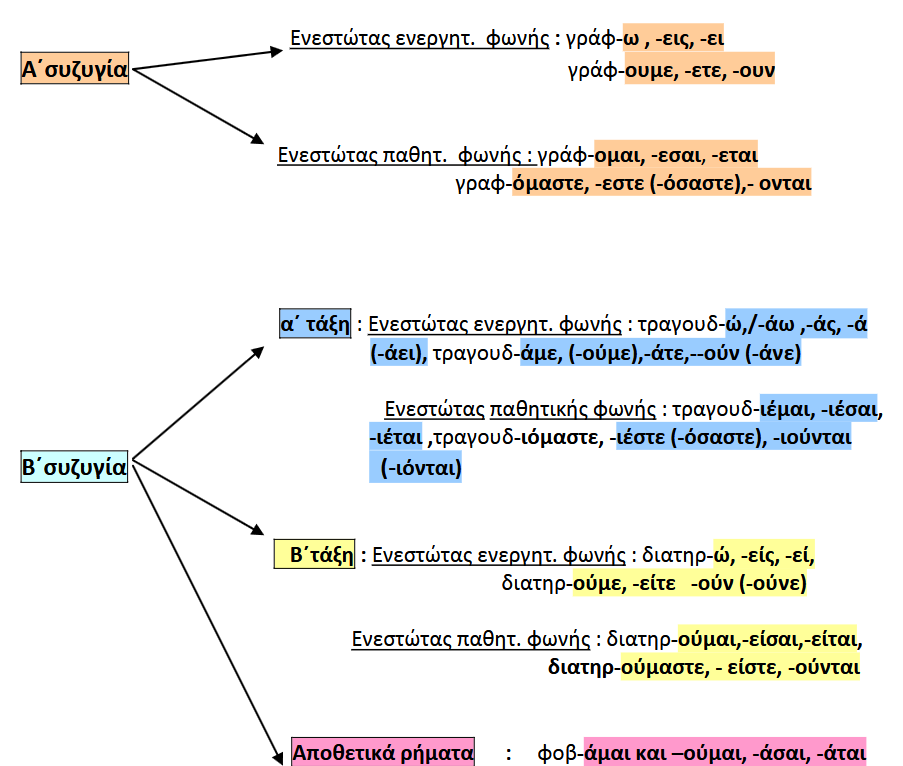 Ενεστώτας ενεργητ. φωνής : γράφ-ω , -εις, -ει
Α΄συζυγία
γράφ-ουμε, -ετε, -ουν
Ενεστώτας παθητ. φωνής : γράφ-ομαι, -εσαι, -εται
γραφ-όμαστε, -εστε (-όσαστε),- ονται
α΄ τάξη : Ενεστώτας ενεργητ. φωνής : τραγουδ-ώ,/-άω ,-άς, -ά
(-άει), τραγουδ-άμε, (-ούμε),-άτε,--ούν (-άνε)
Ενεστώτας παθητικής φωνής : τραγουδ-ιέμαι, -ιέσαι,
-ιέται ,τραγουδ-ιόμαστε, -ιέστε (-όσαστε), -ιούνται
Β΄συζυγία
(-ιόνται)
Β΄τάξη : Ενεστώτας ενεργητ. φωνής : διατηρ-ώ, -είς, -εί,
διατηρ-ούμε, -είτε -ούν (-ούνε)
Ενεστώτας παθητ. φωνής : διατηρ-ούμαι,-είσαι,-είται,
διατηρ-ούμαστε, - είστε, -ούνται
Αποθετικά ρήματα : φοβ-άμαι και –ούμαι, -άσαι, -άται